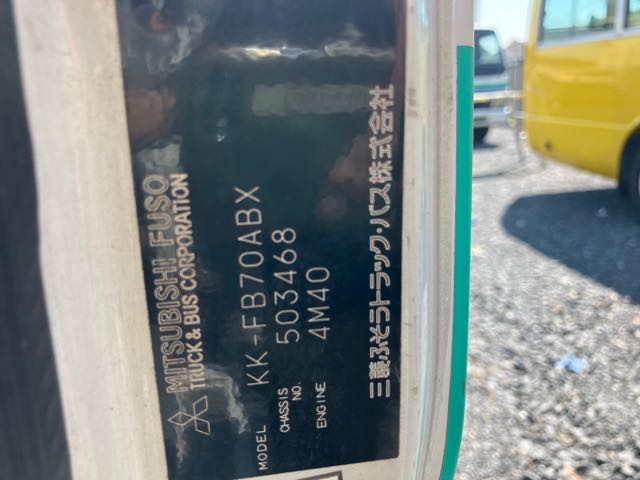 MITSUBISHI FUSO
TRUCK & BUS CORPORATION
MODEL KK-FB70ABX
CHASSIS NO. 503468
ENGINE 4M40
三菱ふそうトラック・バス株式会社